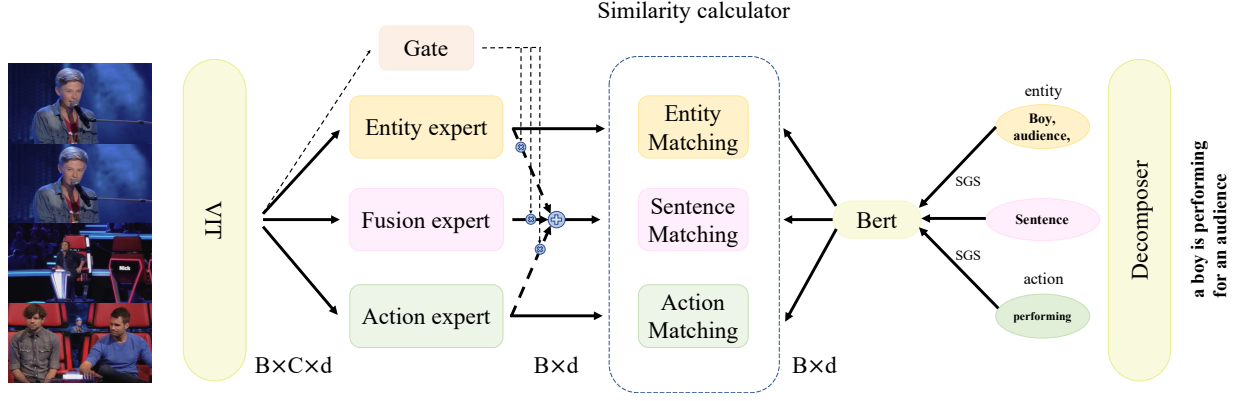 Similarity calculator
Gate
Entity expert
Fusion expert
Action expert
VIT
B×C×d
B×d
Entity
Matching
Sentence
Matching
Action
Matching
B×d
Bert
SGS
SGS
entity
Boy,
audience,
Sentence
action
performing
Decomposer
a boy is performing
for an audience
Nick